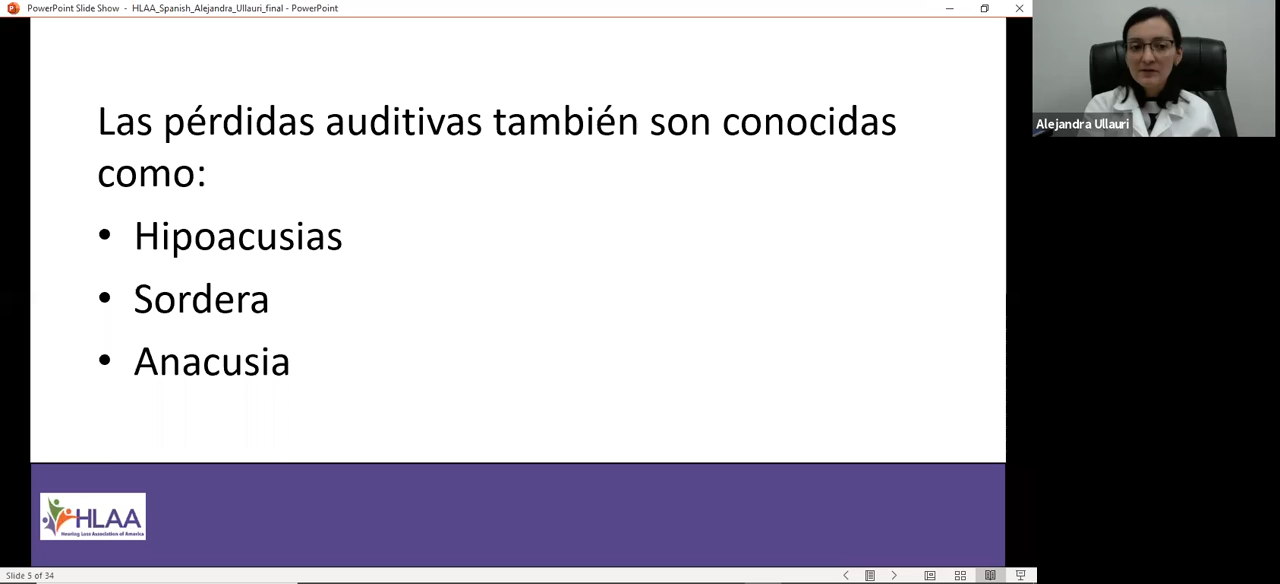 PowerPoint Slide Show - HLAA_Spanish_Alejandra_Ullauri_final - PowerPoint
Las pérdidas auditivas también son conocidas
como:
• Hipoacusias
• Sordera
• Anacusia
Alejandra Ullauri
HLAA
Hearing Loss Association of America
Slide 5 of 34